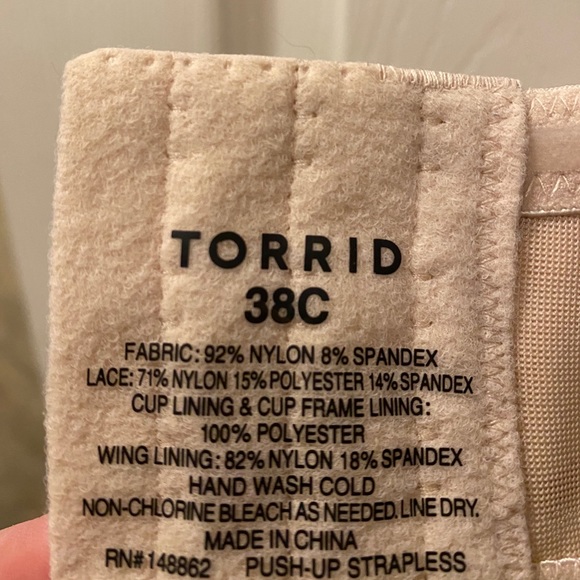 TORRID
38C
FABRIC: 92% NYLON 8% SPANDEX
LACE: 71% NYLON 15% POLYESTER 14% SPANDEX
CUP LINING & CUP FRAME LINING:
100% POLYESTER
WING LINING: 82% NYLON 18% SPANDEX
HAND WASH COLD
NON-CHLORINE BLEACH AS NEEDED. LINE DRY.
MADE IN CHINA
RN#148862 PUSH-UP STRAPLESS